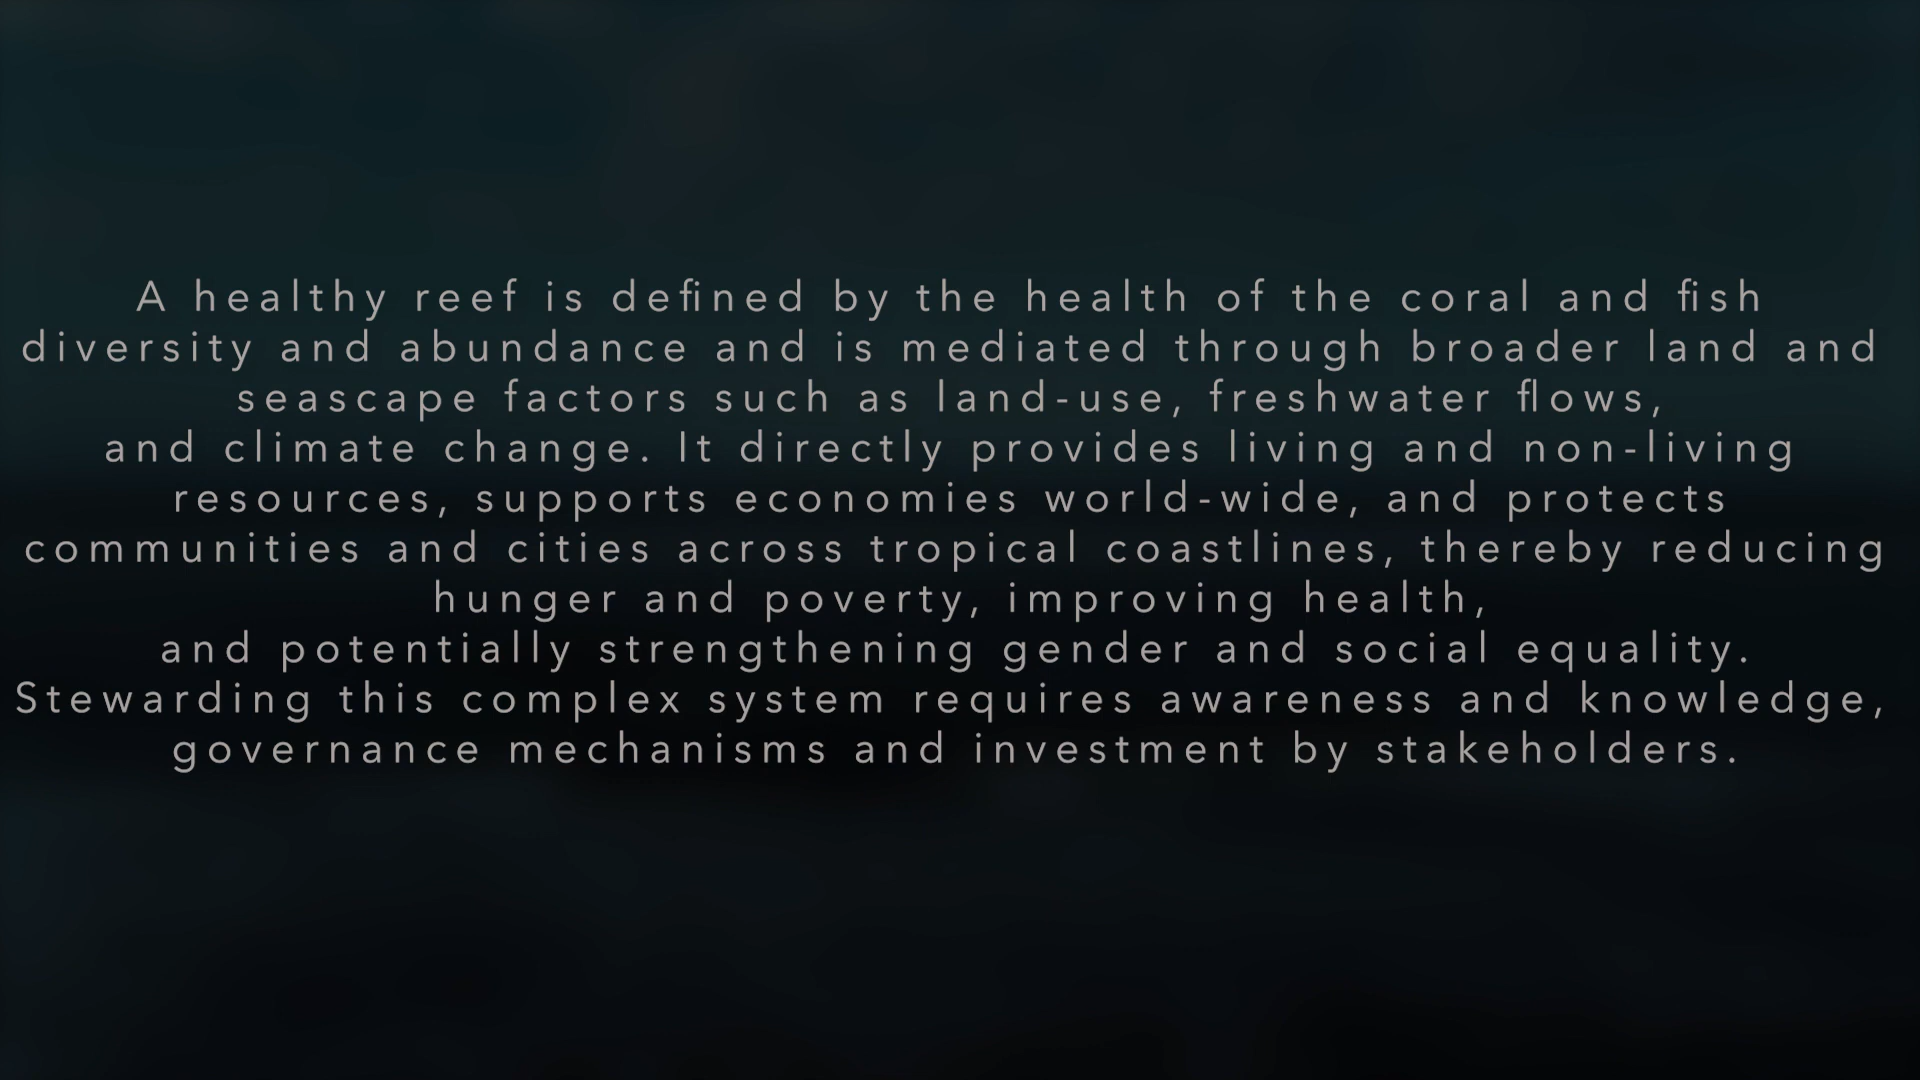 A healthy reef is defined by the health of the coral and fish
diversity and abundance and is mediated through broader land and
seascape factors such as land-use, freshwater flows,
and climate change. It directly provides living and non-living
resources, supports economies world-wide, and protects
communities and cities across tropical coastlines, thereby reducing
hunger and poverty, improving health,
and potentially strengthening gender and social equality.
Stewarding this complex system requires awareness and knowledge,
governance mechanisms and investment by stakeholders.